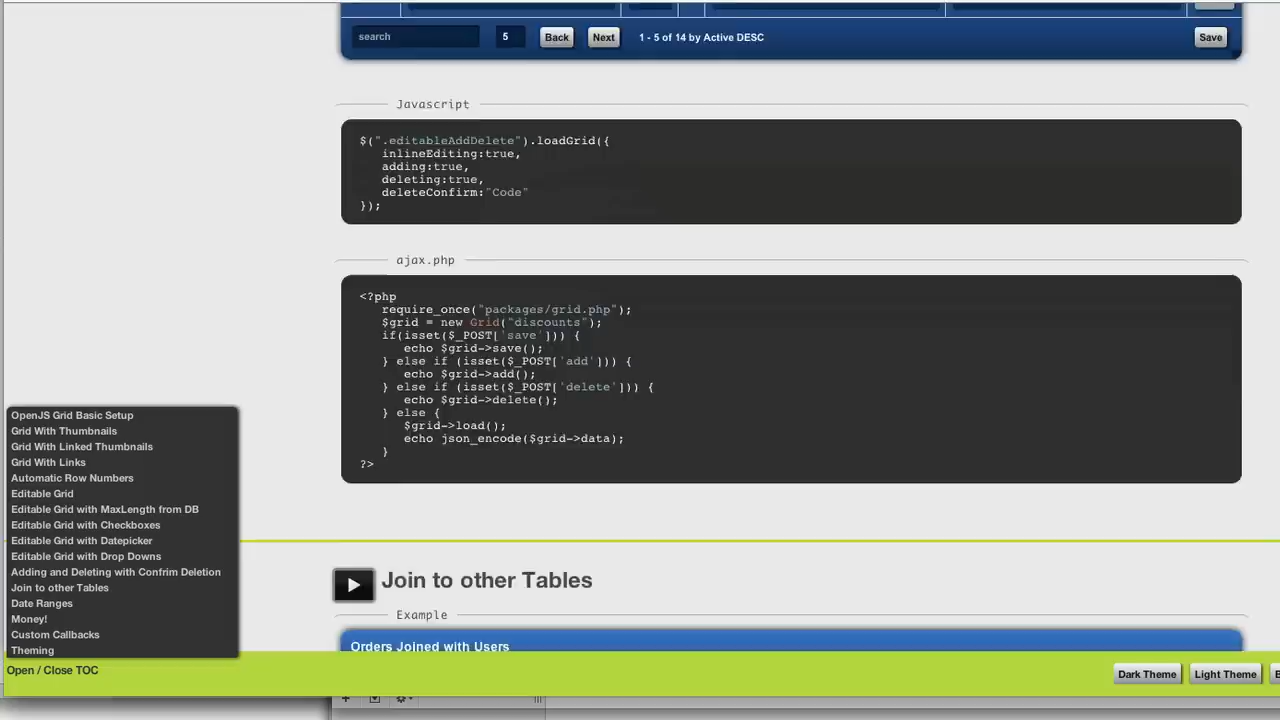 search
5
Back
Next
1 - 5 of 14 by Active DESC
Save
Javascript
$(".editableAddDelete").loadGrid({
inlineEditing:true,
adding:true,
deleting:true,
deleteConfirm:"Code"
});
ajax.php
<?php
require_once("packages/grid.php");
$grid = new Grid("discounts");
if(isset($_POST['save'])) {
echo $grid->save();
} else if (isset($_POST['add'])) {
echo $grid->add();
} else if (isset($_POST['delete'])) {
echo $grid->delete();
} else {
$grid->load();
echo json_encode($grid->data);
}
?>
OpenJS Grid Basic Setup
Grid With Thumbnails
Grid With Linked Thumbnails
Grid With Links
Automatic Row Numbers
Editable Grid
Editable Grid with MaxLength from DB
Editable Grid with Checkboxes
Editable Grid with Datepicker
Editable Grid with Drop Downs
Adding and Deleting with Confrim Deletion
Join to other Tables
Date Ranges
Money!
Custom Callbacks
Theming
Join to other Tables
Example
Orders Joined with Users
Open / Close TOC
Dark Theme
Light Theme